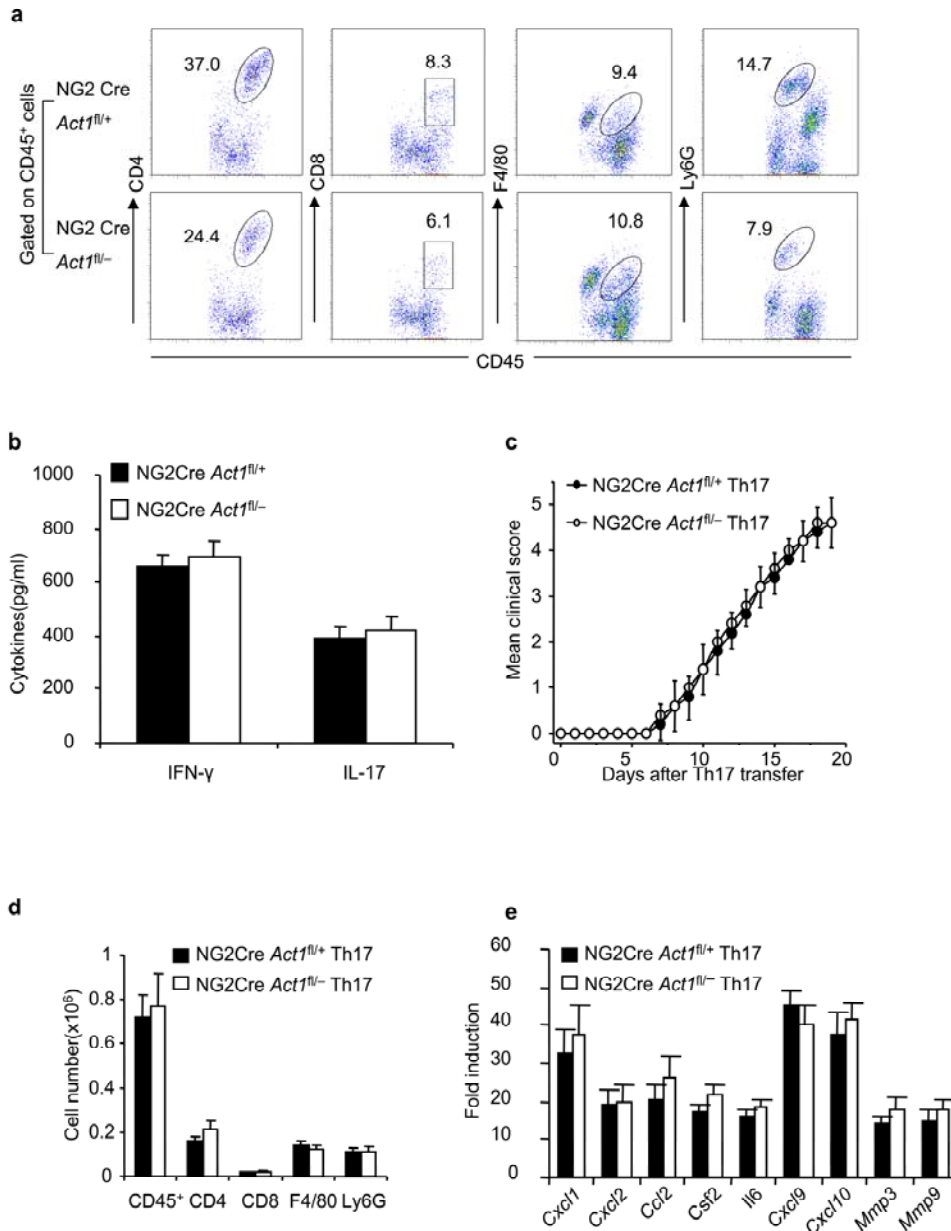 a
Gated on CD45⁺ cells
NG2 Cre
Act1ᶠˡ/⁺
NG2 Cre
Act1ᶠˡ/⁻
37.0
8.3
9.4
14.7
CD4
CD8
F4/80
Ly6G
24.4
6.1
10.8
7.9
CD45
b
NG2Cre Act1ᶠˡ/⁺
NG2Cre Act1ᶠˡ/⁻
Cytokines(pg/ml)
1000
800
600
400
200
0
IFN-γ IL-17
c
NG2Cre Act1ᶠˡ/⁺ Th17
NG2Cre Act1ᶠˡ/⁻ Th17
Mean clinical score
5
4
3
2
1
0
0 5 10 15 20
Days after Th17 transfer
d
NG2Cre Act1ᶠˡ/⁺ Th17
NG2Cre Act1ᶠˡ/⁻ Th17
Cell number(x10⁶)
1
0.8
0.6
0.4
0.2
0
CD45⁺ CD4 CD8 F4/80 Ly6G
e
NG2Cre Act1ᶠˡ/⁺ Th17
NG2Cre Act1ᶠˡ/⁻ Th17
Fold induction
60
50
40
30
20
10
0
Cxcl1 Cxcl2 Ccl2 Csf2 Il6 Cxcl9 Cxcl10 Mmp3 Mmp9